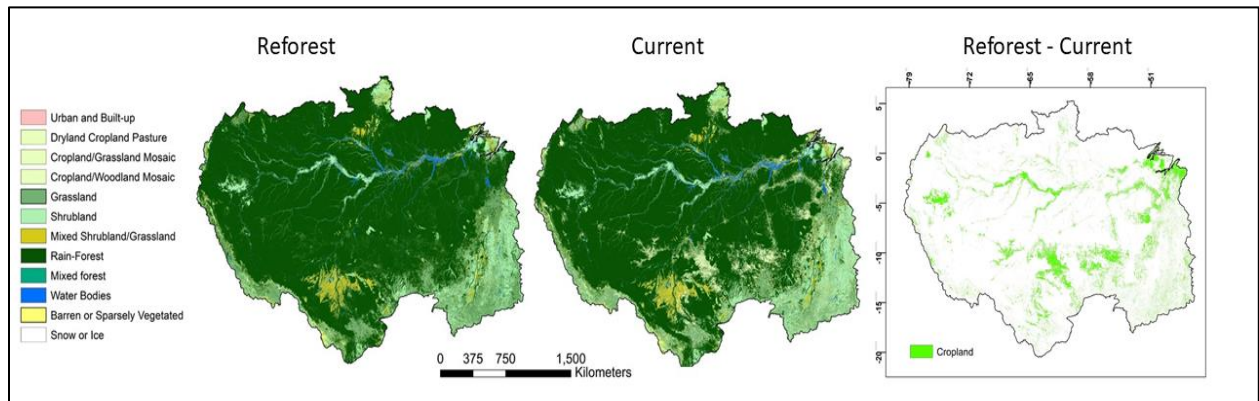 Reforest
Current
Reforest - Current
Urban and Built-up
Dryland Cropland Pasture
Cropland/Grassland Mosaic
Cropland/Woodland Mosaic
Grassland
Shrubland
Mixed Shrubland/Grassland
Rain-Forest
Mixed forest
Water Bodies
Barren or Sparsely Vegetated
Snow or Ice
0 375 750 1,500
Kilometers
-79 -72 -65 -58 -51
5
0
-5
-10
-15
-20
Cropland